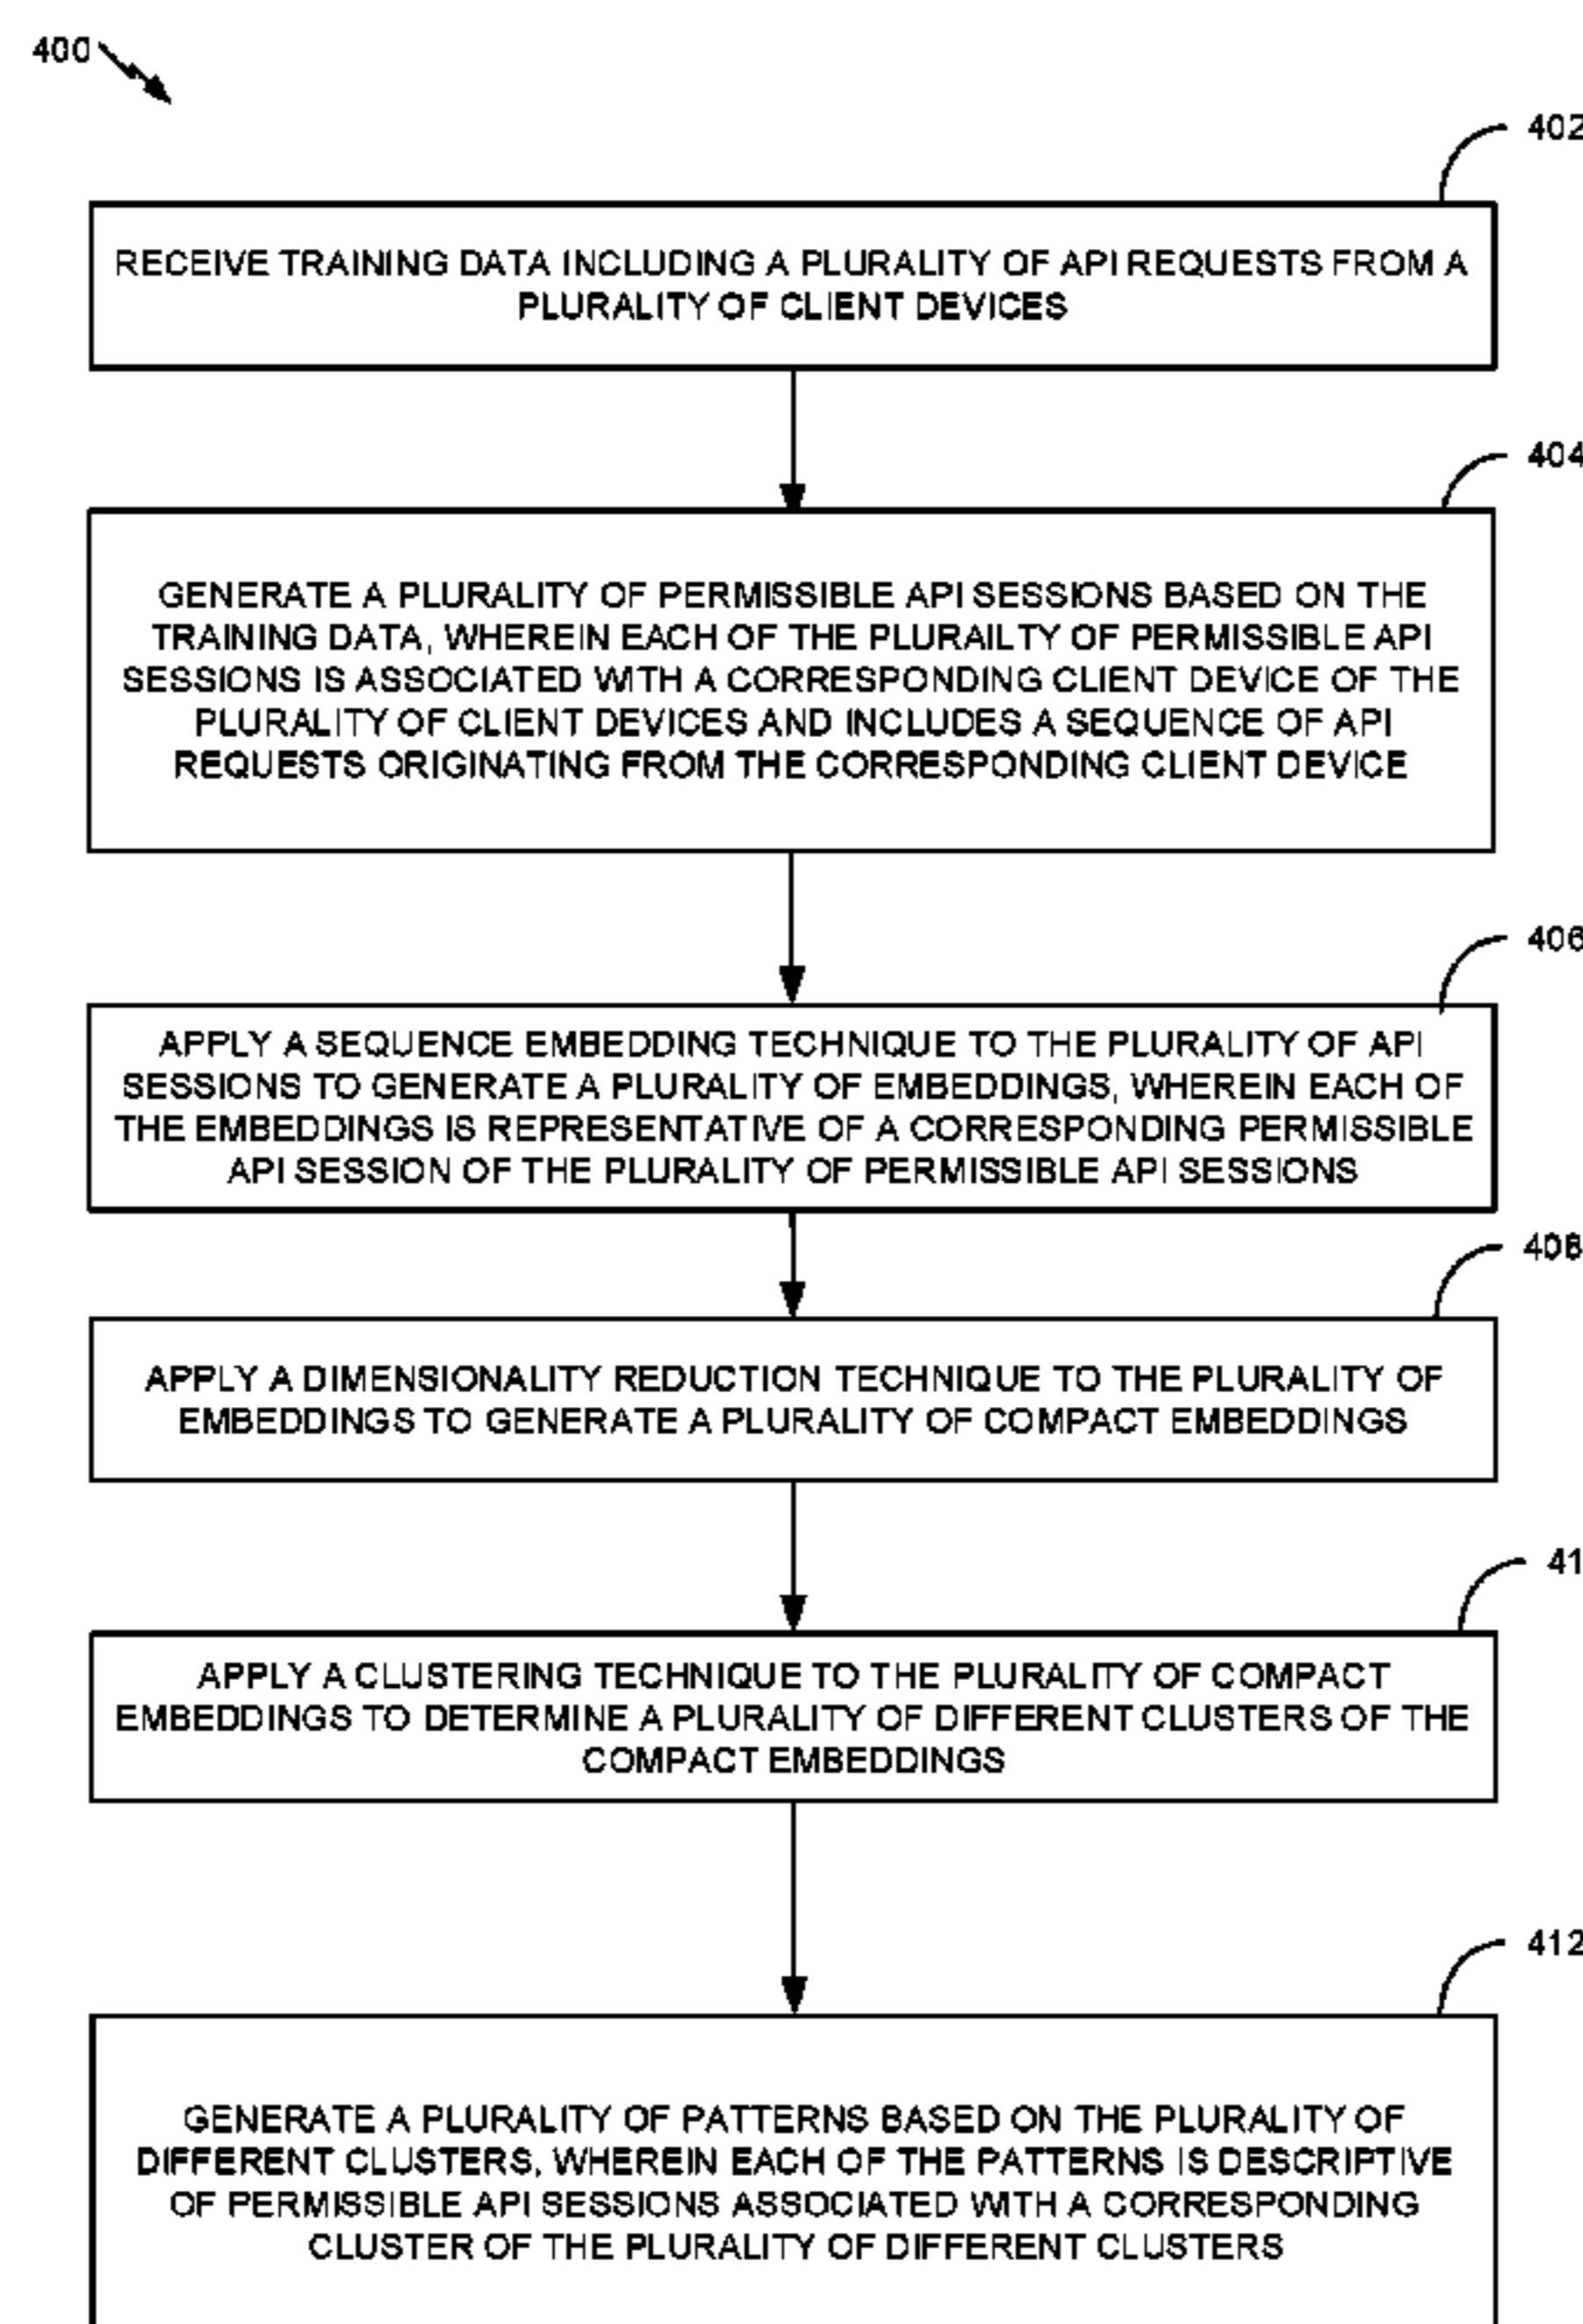 400
402
RECEIVE TRAINING DATA INCLUDING A PLURALITY OF API REQUESTS FROM A
PLURALITY OF CLIENT DEVICES
404
GENERATE A PLURALITY OF PERMISSIBLE API SESSIONS BASED ON THE
TRAINING DATA, WHEREIN EACH OF THE PLURAILTY OF PERMISSIBLE API
SESSIONS IS ASSOCIATED WITH A CORRESPONDING CLIENT DEVICE OF THE
PLURALITY OF CLIENT DEVICES AND INCLUDES A SEQUENCE OF API
REQUESTS ORIGINATING FROM THE CORRESPONDING CLIENT DEVICE
406
APPLY A SEQUENCE EMBEDDING TECHNIQUE TO THE PLURALITY OF API
SESSIONS TO GENERATE A PLURALITY OF EMBEDDINGS, WHEREIN EACH OF
THE EMBEDDINGS IS REPRESENTATIVE OF A CORRESPONDING PERMISSIBLE
API SESSION OF THE PLURALITY OF PERMISSIBLE API SESSIONS
408
APPLY A DIMENSIONALITY REDUCTION TECHNIQUE TO THE PLURALITY OF
EMBEDDINGS TO GENERATE A PLURALITY OF COMPACT EMBEDDINGS
41
APPLY A CLUSTERING TECHNIQUE TO THE PLURALITY OF COMPACT
EMBEDDINGS TO DETERMINE A PLURALITY OF DIFFERENT CLUSTERS OF THE
COMPACT EMBEDDINGS
412
GENERATE A PLURALITY OF PATTERNS BASED ON THE PLURALITY OF
DIFFERENT CLUSTERS, WHEREIN EACH OF THE PATTERNS IS DESCRIPTIVE
OF PERMISSIBLE API SESSIONS ASSOCIATED WITH A CORRESPONDING
CLUSTER OF THE PLURALITY OF DIFFERENT CLUSTERS